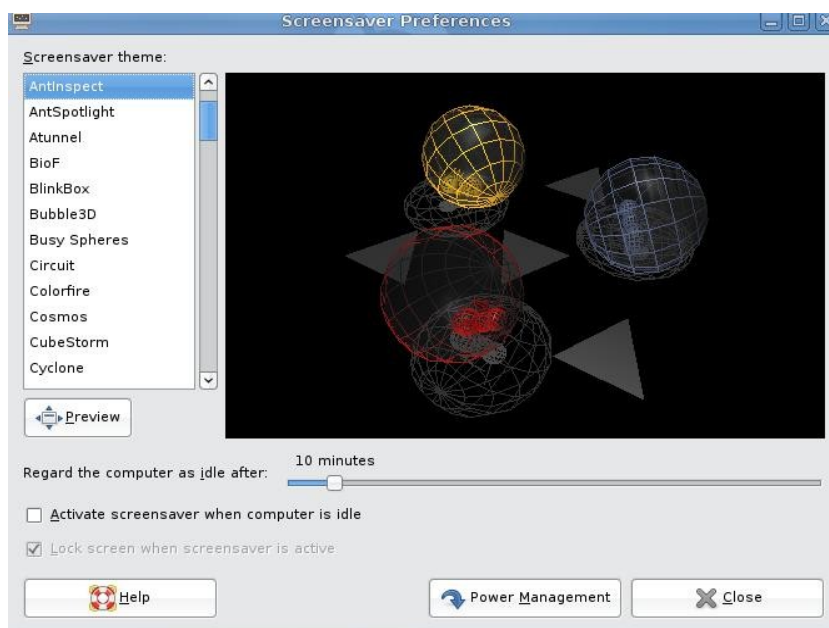 Screensaver Preferences
Screensaver theme:
AntInspect
AntSpotlight
Atunnel
BioF
BlinkBox
Bubble3D
Busy Spheres
Circuit
Colorfire
Cosmos
CubeStorm
Cyclone
Preview
10 minutes
Regard the computer as idle after:
Activate screensaver when computer is idle
Lock screen when screensaver is active
Help
Power Management
Close